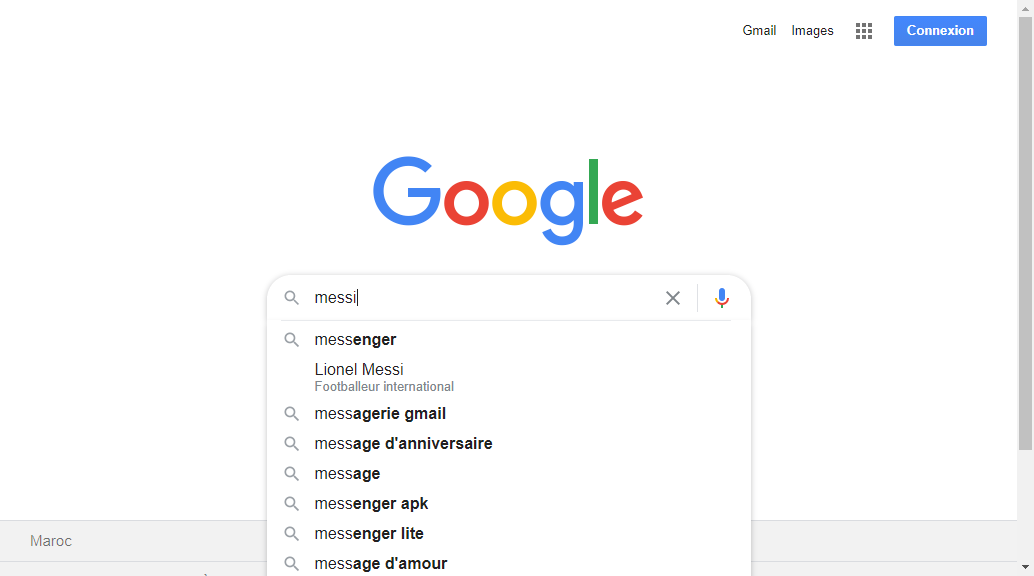 Gmail Images Connexion
Google
messi
messenger
Lionel Messi
Footballeur international
messagerie gmail
message d'anniversaire
message
messenger apk
messenger lite
message d'amour
Maroc